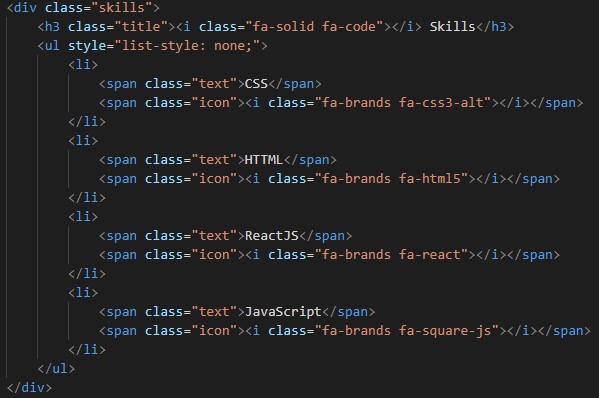 <div class="skills">
    <h3 class="title"><i class="fa-solid fa-code"></i> Skills</h3>
    <ul style="list-style: none;">
        <li>
            <span class="text">CSS</span>
            <span class="icon"><i class="fa-brands fa-css3-alt"></i></span>
        </li>
        <li>
            <span class="text">HTTML</span>
            <span class="icon"><i class="fa-brands fa-html5"></i></span>
        </li>
        <li>
            <span class="text">ReactJS</span>
            <span class="icon"><i class="fa-brands fa-react"></i></span>
        </li>
        <li>
            <span class="text">JavaScript</span>
            <span class="icon"><i class="fa-brands fa-square-js"></i></span>
        </li>
    </ul>
</div>